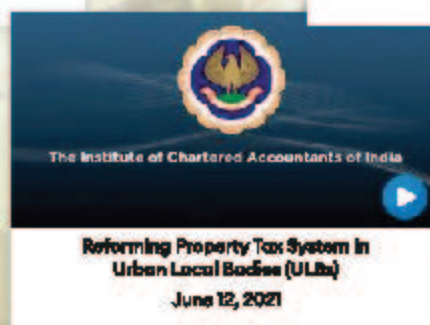 The Institute of Chartered Accountants of India
Reforming Property Tax System in
Urban Local Bodies (ULBs)
June 12, 2021